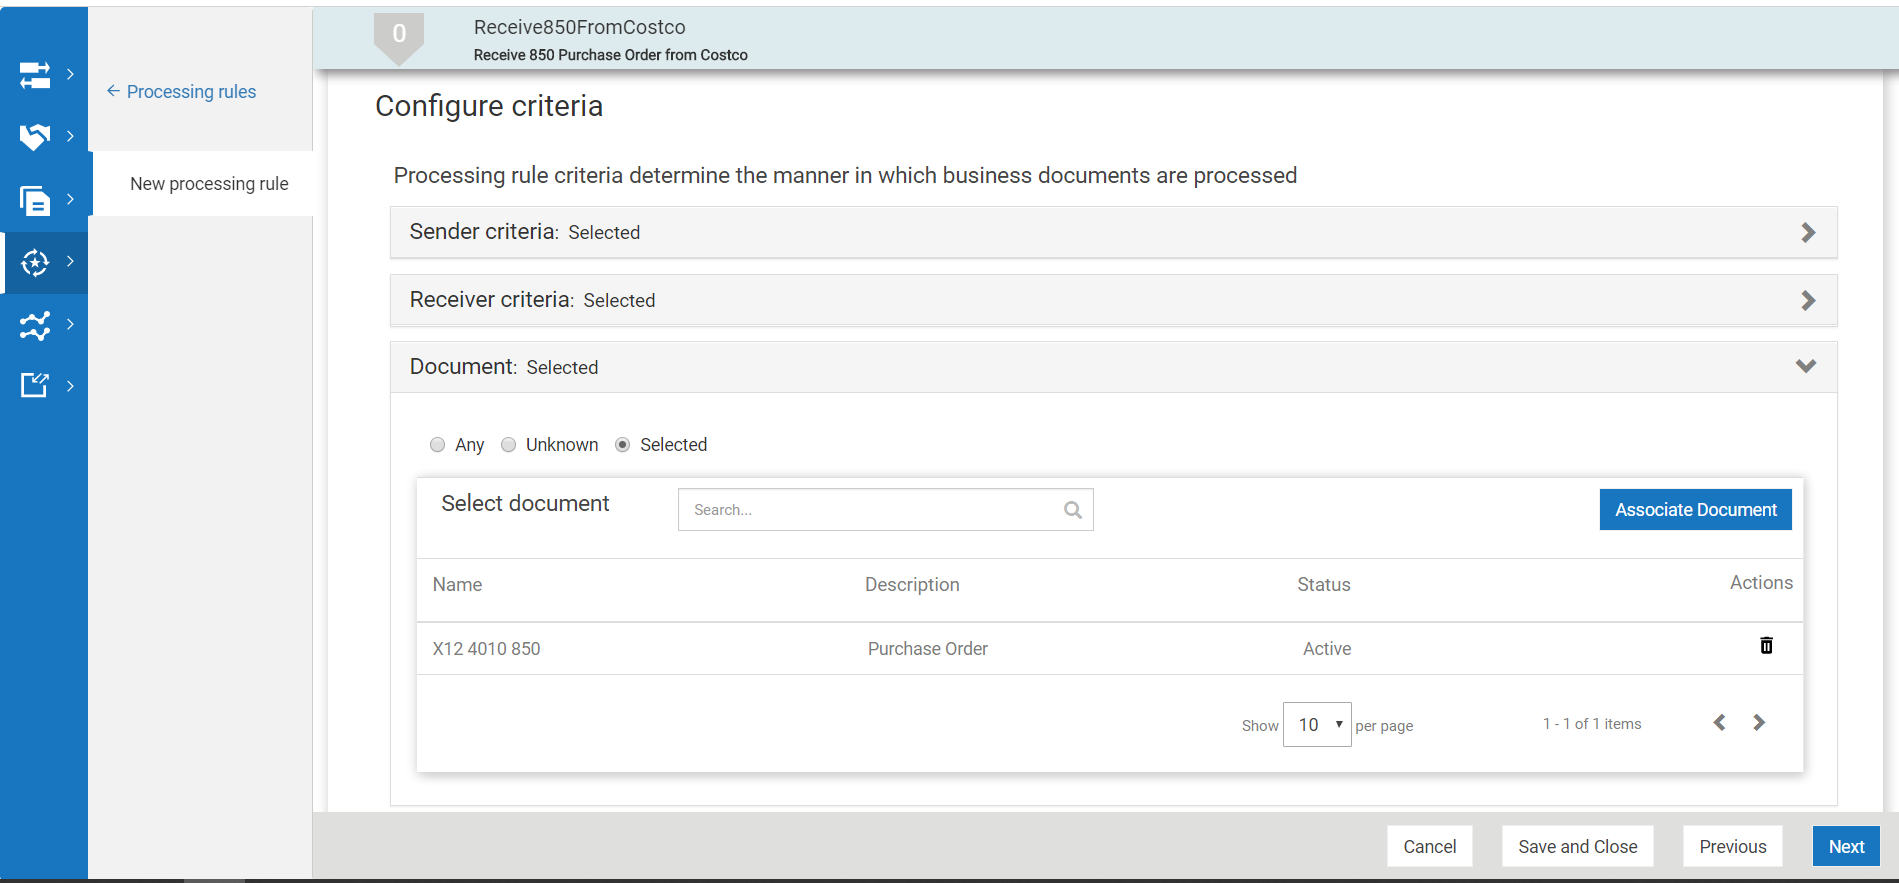 0
Receive850FromCostco
Receive 850 Purchase Order from Costco
Processing rules
New processing rule
Configure criteria
Processing rule criteria determine the manner in which business documents are processed
Sender criteria: Selected
Receiver criteria: Selected
Document: Selected
Any Unknown Selected
Select document Search... Associate Document
Name Description Status Actions
X12 4010 850 Purchase Order Active
Show 10 per page 1 - 1 of 1 items
Cancel Save and Close Previous Next